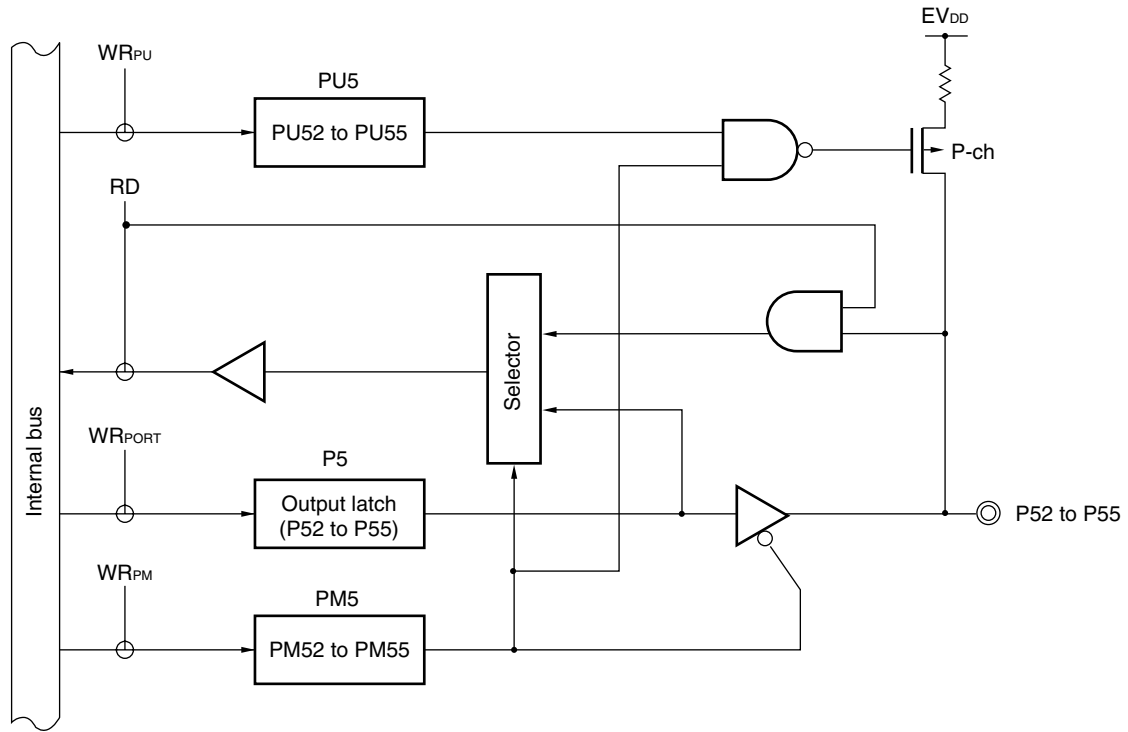 EVDD
WRPU
PU5
PU52 to PU55
P-ch
RD
Selector
Internal bus
WRPORT
P5
Output latch
(P52 to P55)
P52 to P55
WRPM
PM5
PM52 to PM55